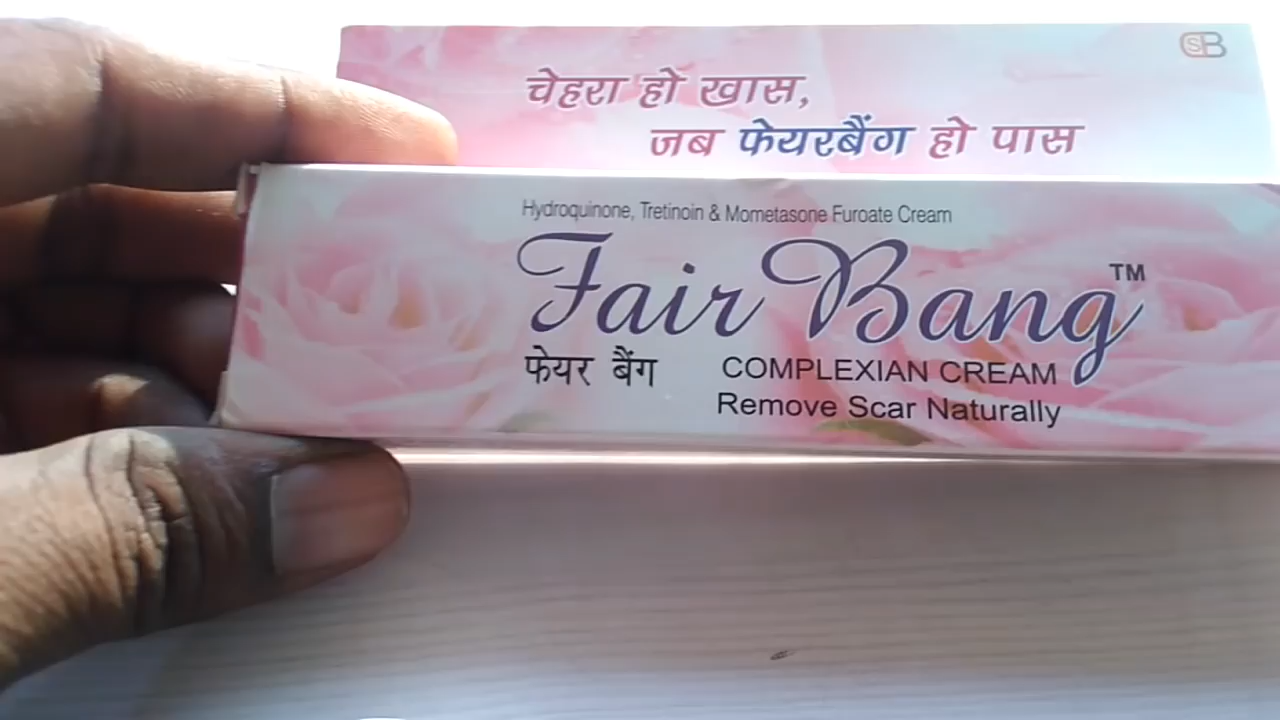 चेहरा हो खास,
जब फेयरबैंग हो पास
Hydroquinone, Tretinoin & Mometasone Furoate Cream
Fair Bang™
फेयर बैंग
COMPLEXIAN CREAM
Remove Scar Naturally